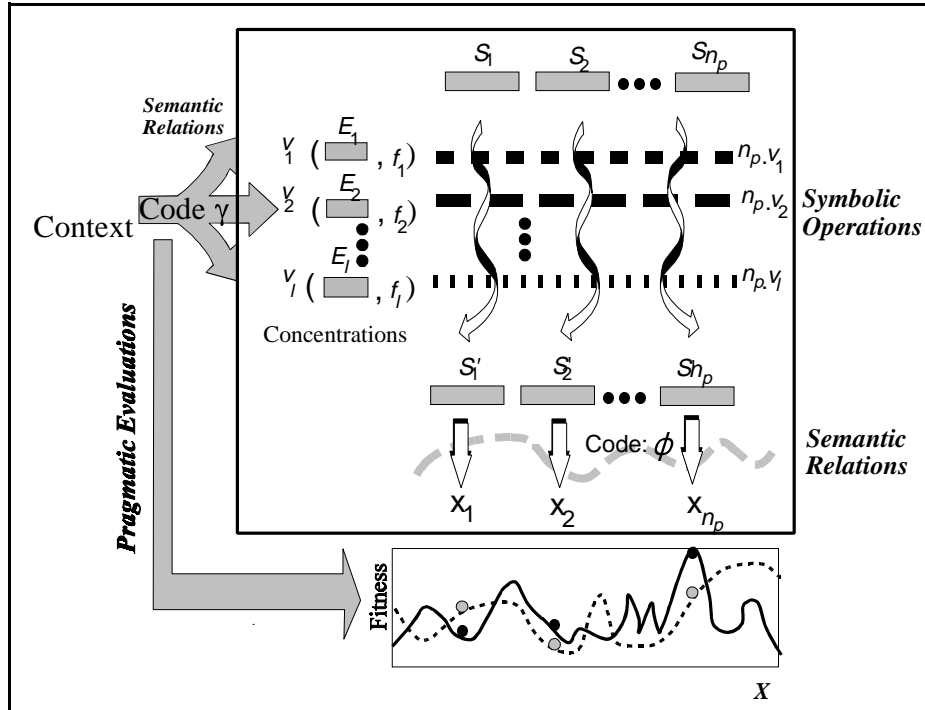 S1 S2 Snp
Semantic
Relations
v1 ( E1 , f1) np.v1
Code γ
v2 ( E2 , f2) np.v2
Context
Symbolic
Operations
vl ( El , fl) np.vl
Concentrations
Pragmatic Evaluations
S1' S2' S'np
Code: ϕ
Semantic
Relations
x1 x2 xnp
Fitness
X